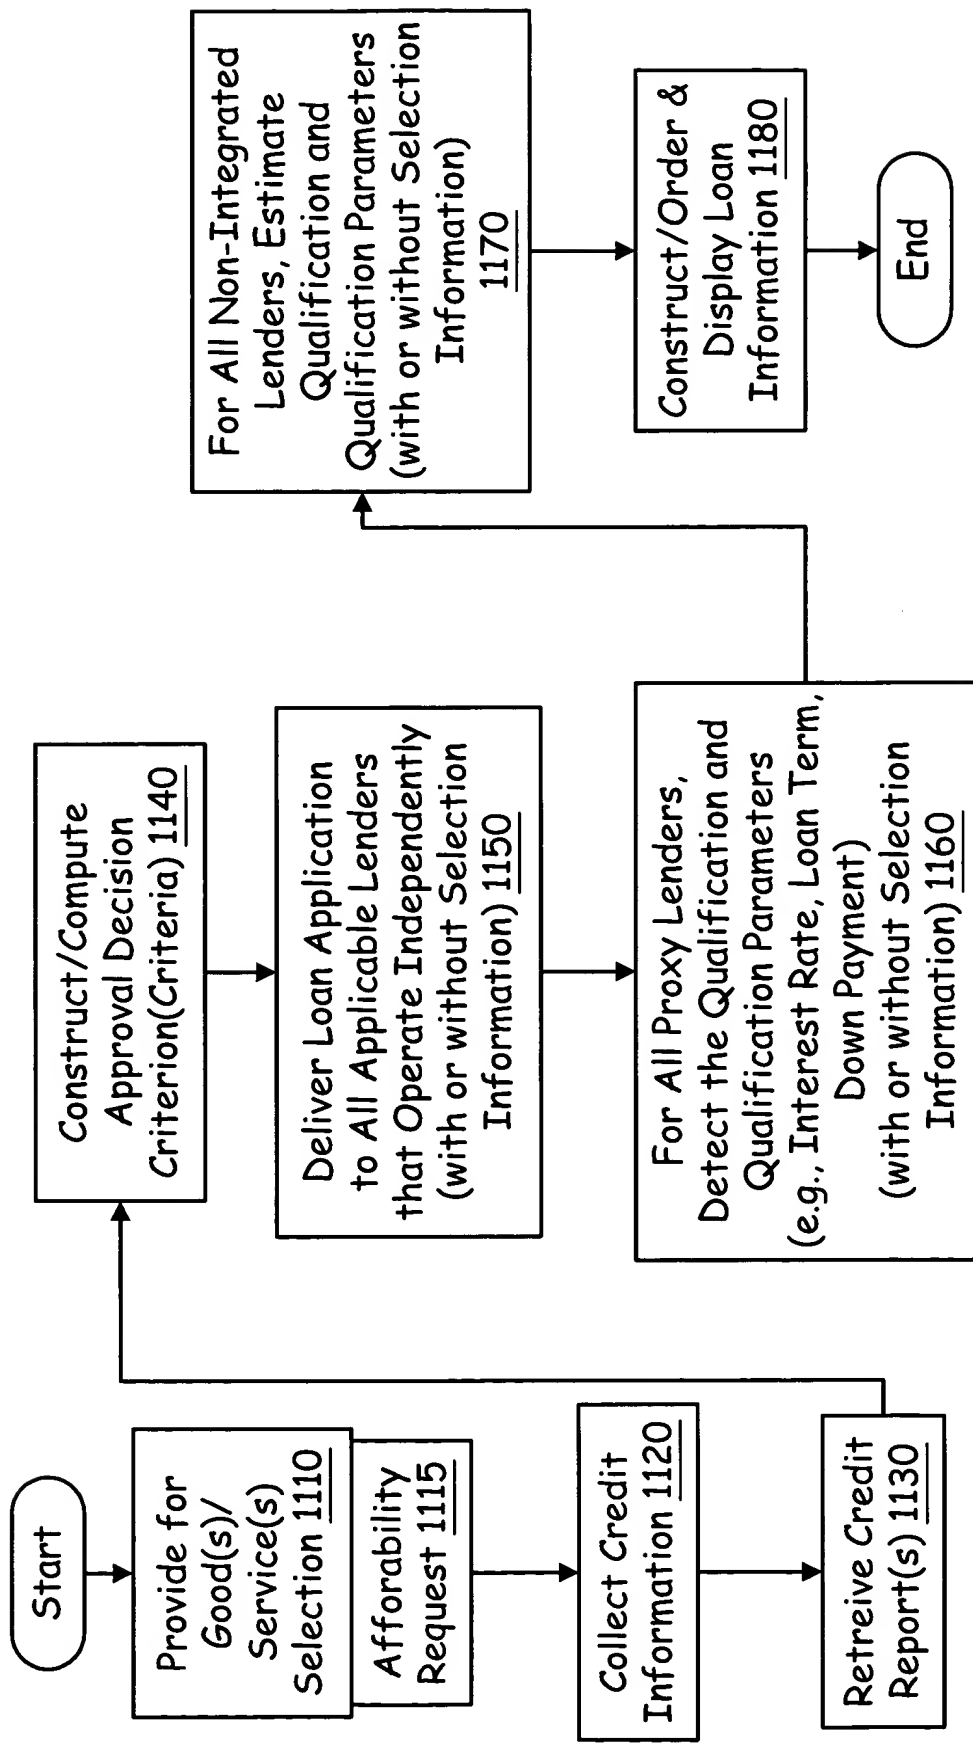 Start
Provide for
Good(s)/
Service(s)
Selection 1110
Afforability
Request 1115
Collect Credit
Information 1120
Retreive Credit
Report(s) 1130
Construct/Compute
Approval Decision
Criterion(Criteria) 1140
Deliver Loan Application
to All Applicable Lenders
that Operate Independently
(with or without Selection
Information) 1150
For All Proxy Lenders,
Detect the Qualification and
Qualification Parameters
(e.g., Interest Rate, Loan Term,
Down Payment)
(with or without Selection
Information) 1160
For All Non-Integrated
Lenders, Estimate
Qualification and
Qualification Parameters
(with or without Selection
Information)
1170
Construct/Order &
Display Loan
Information 1180
End